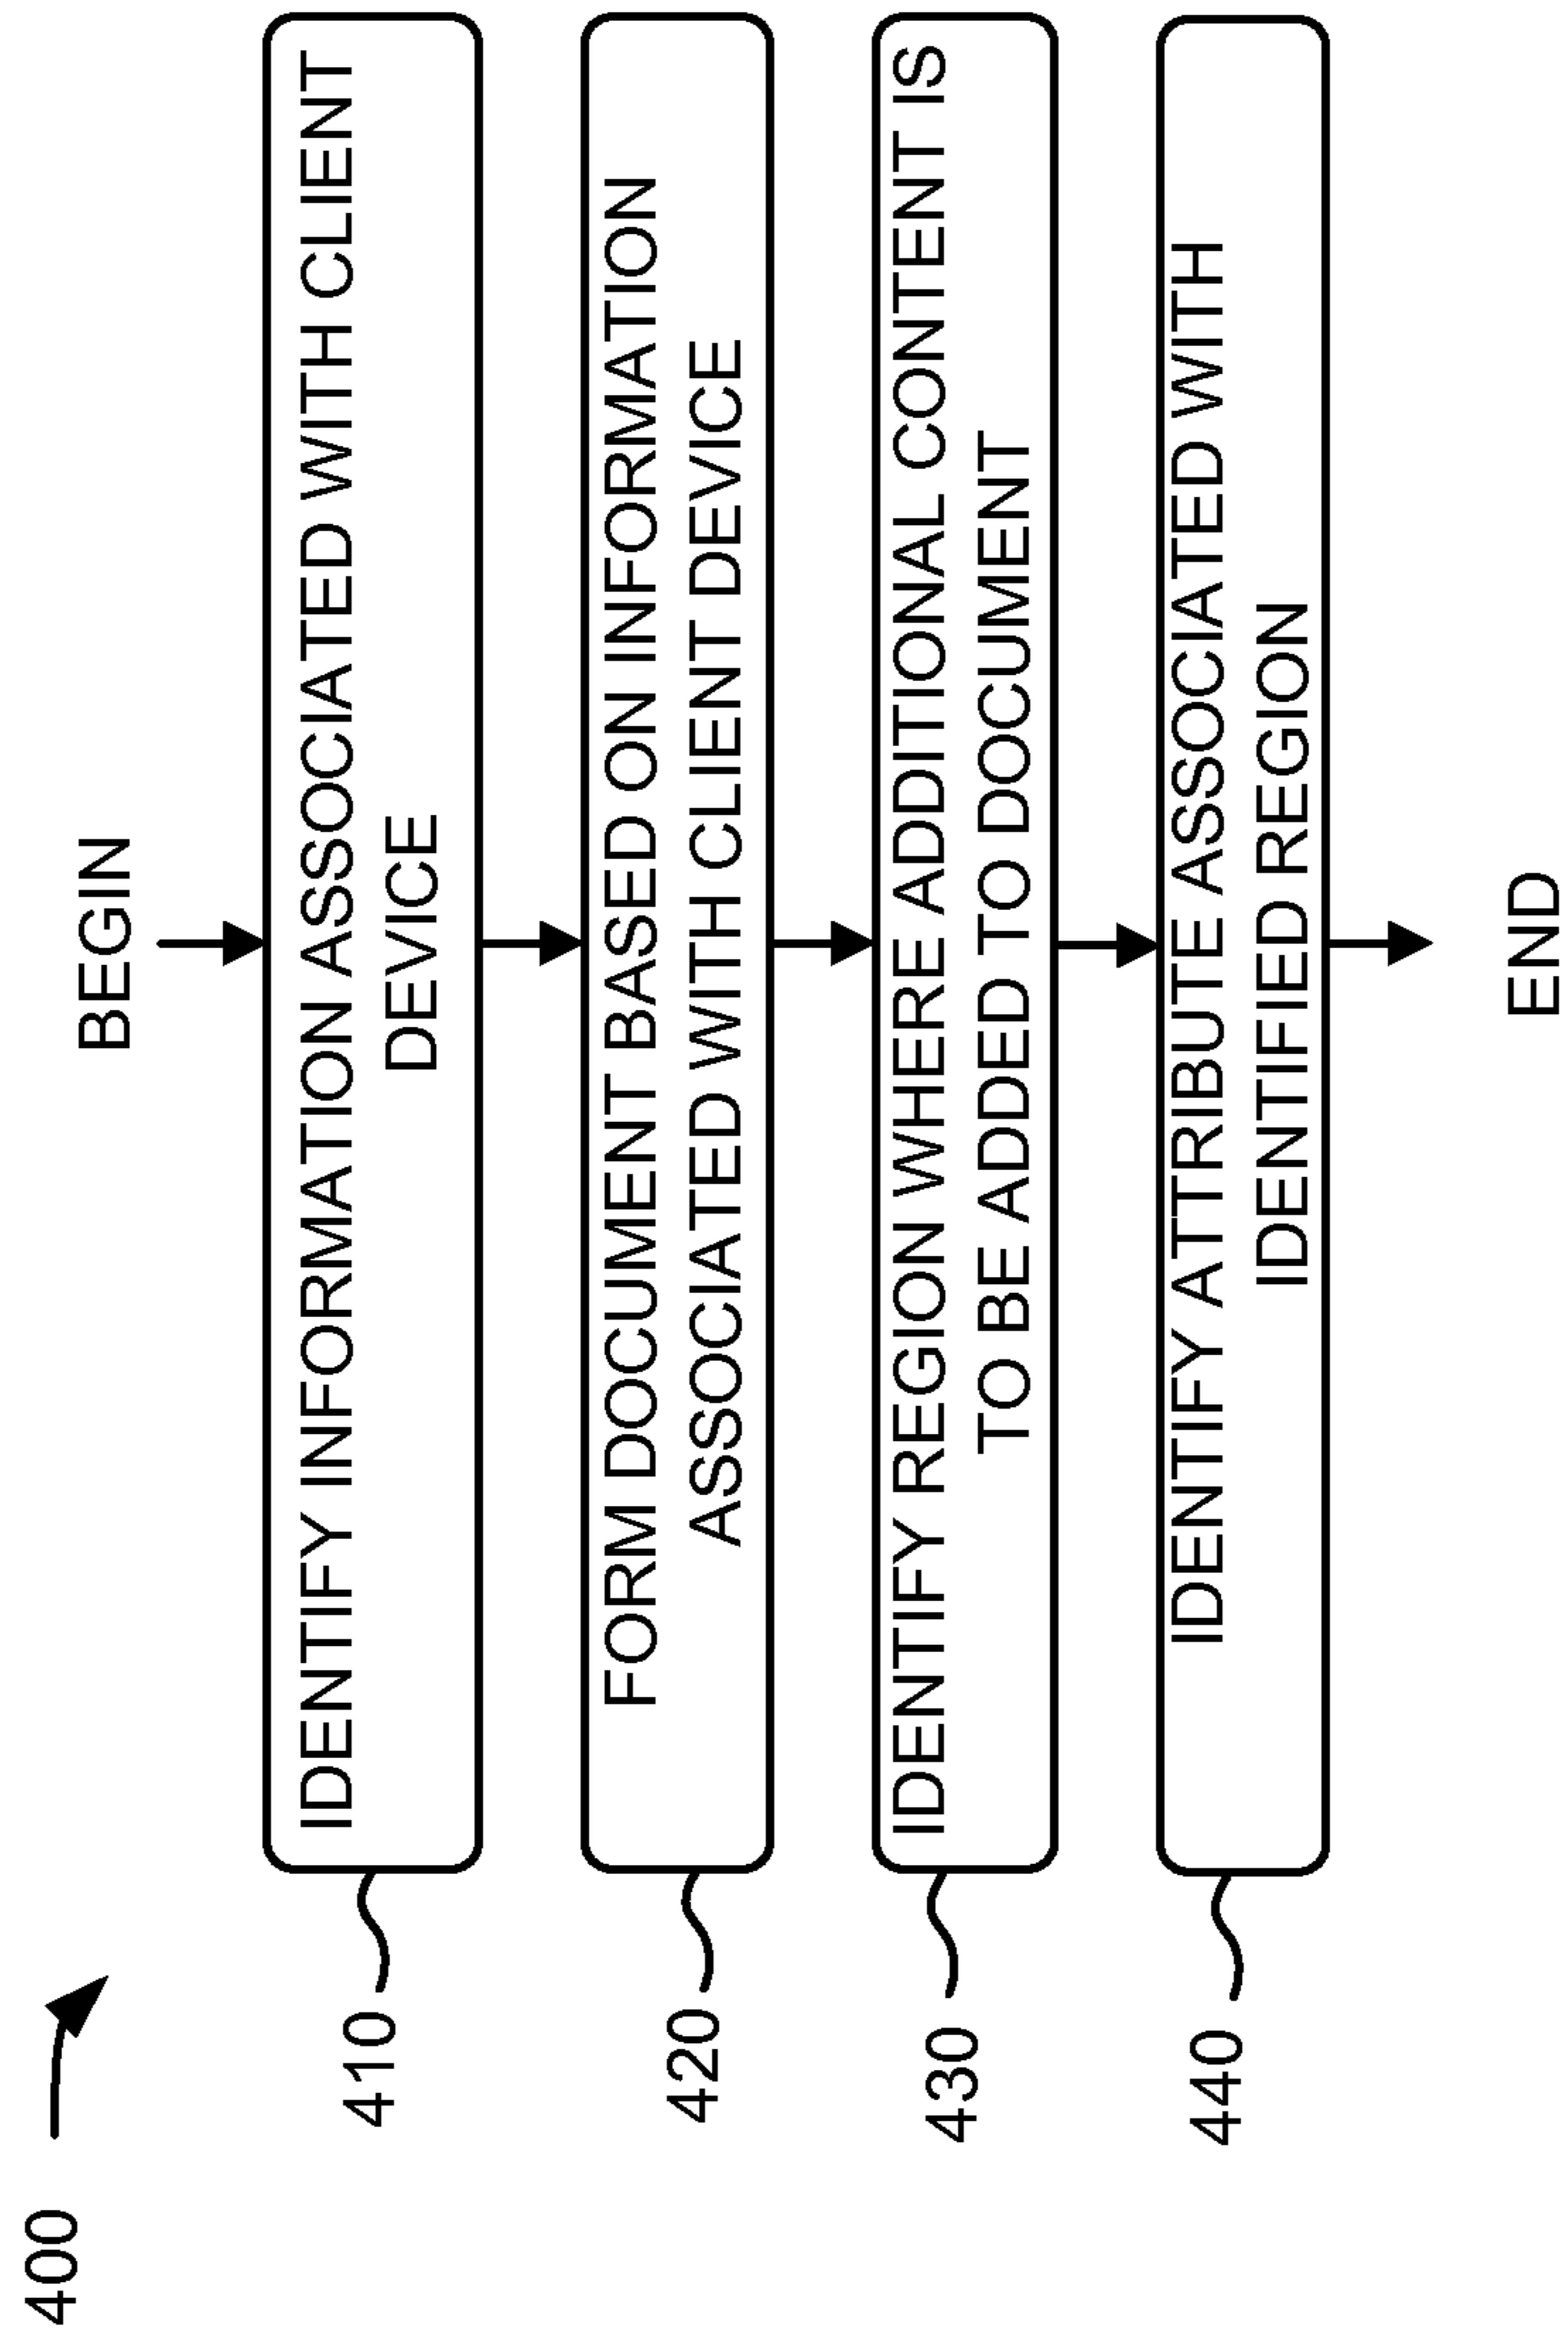 400
BEGIN
410
IDENTIFY INFORMATION ASSOCIATED WITH CLIENT
DEVICE
420
FORM DOCUMENT BASED ON INFORMATION
ASSOCIATED WITH CLIENT DEVICE
430
IDENTIFY REGION WHERE ADDITIONAL CONTENT IS
TO BE ADDED TO DOCUMENT
440
IDENTIFY ATTRIBUTE ASSOCIATED WITH
IDENTIFIED REGION
END